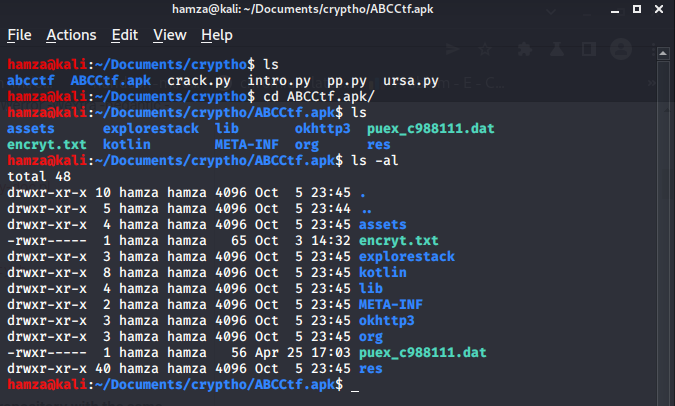 hamza@kali: ~/Documents/cryptho/ABCCtf.apk
File Actions Edit View Help
hamza@kali:~/Documents/cryptho$ ls
abcctf ABCCtf.apk crack.py intro.py pp.py ursa.py
hamza@kali:~/Documents/cryptho$ cd ABCCtf.apk/
hamza@kali:~/Documents/cryptho/ABCCtf.apk$ ls
assets explorestack lib okhttp3 puex_c988111.dat
encryt.txt kotlin META-INF org res
hamza@kali:~/Documents/cryptho/ABCCtf.apk$ ls -al
total 48
drwxr-xr-x 10 hamza hamza 4096 Oct 5 23:45 .
drwxr-xr-x 5 hamza hamza 4096 Oct 5 23:44 ..
drwxr-xr-x 4 hamza hamza 4096 Oct 5 23:45 assets
-rwxr----- 1 hamza hamza 65 Oct 3 14:32 encryt.txt
drwxr-xr-x 3 hamza hamza 4096 Oct 5 23:45 explorestack
drwxr-xr-x 8 hamza hamza 4096 Oct 5 23:45 kotlin
drwxr-xr-x 4 hamza hamza 4096 Oct 5 23:45 lib
drwxr-xr-x 2 hamza hamza 4096 Oct 5 23:45 META-INF
drwxr-xr-x 3 hamza hamza 4096 Oct 5 23:45 okhttp3
drwxr-xr-x 3 hamza hamza 4096 Oct 5 23:45 org
-rwxr----- 1 hamza hamza 56 Apr 25 17:03 puex_c988111.dat
drwxr-xr-x 40 hamza hamza 4096 Oct 5 23:45 res
hamza@kali:~/Documents/cryptho/ABCCtf.apk$ _